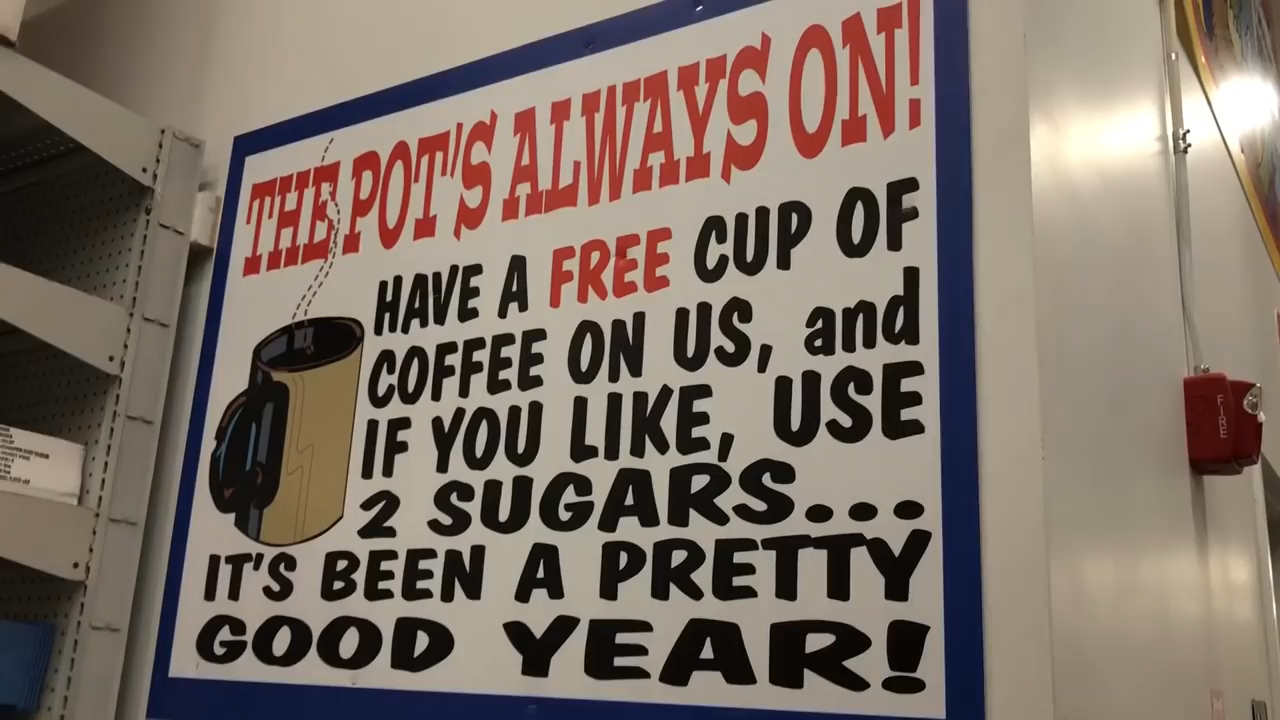 THE POT'S ALWAYS ON!
HAVE A FREE CUP OF
COFFEE ON US, and
IF YOU LIKE, USE
2 SUGARS...
IT'S BEEN A PRETTY
GOOD YEAR!
FIRE